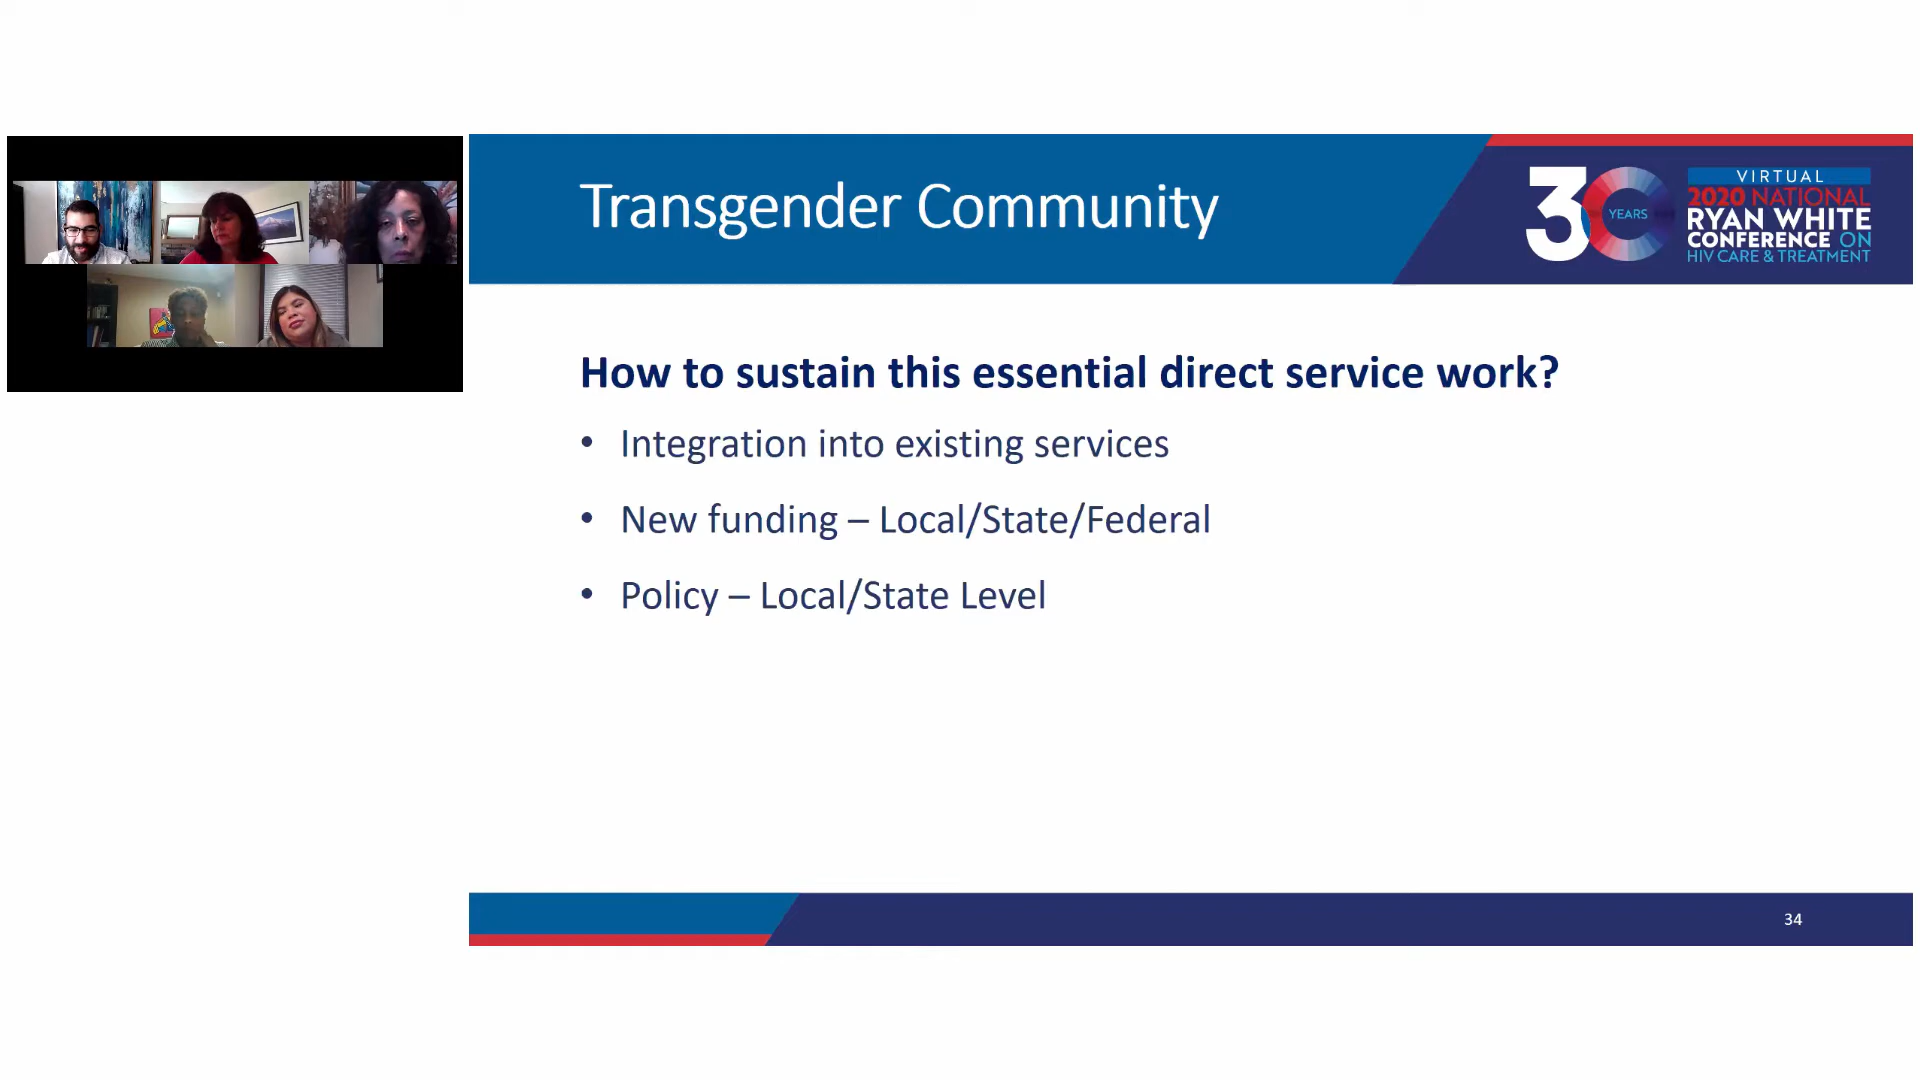 Transgender Community
30
YEARS
VIRTUAL
2020 NATIONAL
RYAN WHITE
CONFERENCE ON
HIV CARE & TREATMENT
How to sustain this essential direct service work?
• Integration into existing services
• New funding – Local/State/Federal
• Policy – Local/State Level
34